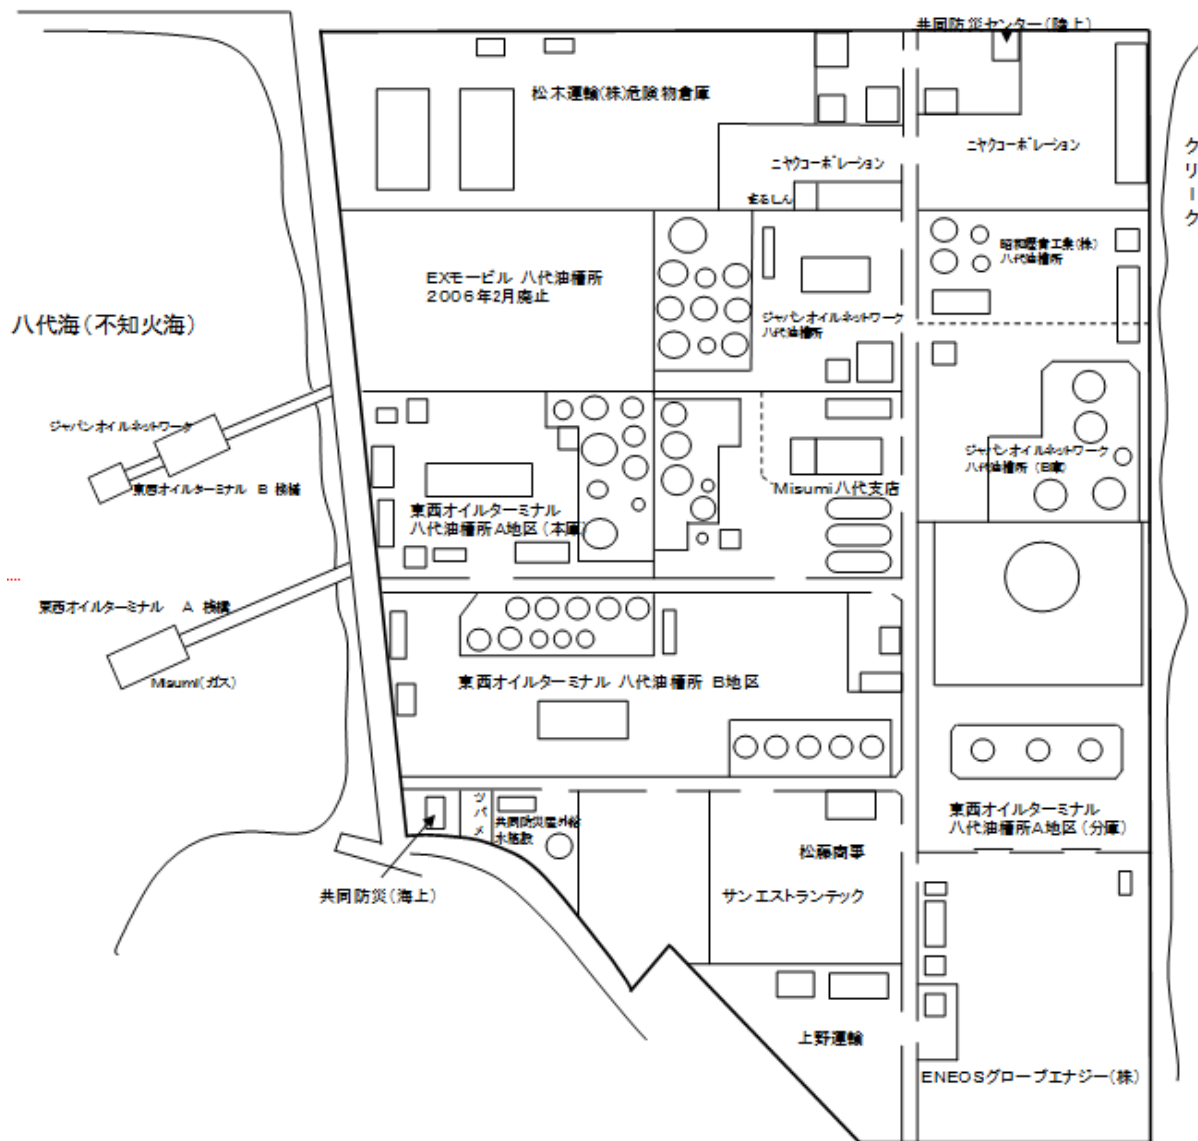 共同防災センター(陸上)
松木運輸(株)危険物倉庫
ニヤクコーポレーション
ニヤクコーポレーション
まるしん
クリーク
昭和瀝青工業(株)
八代油槽所
EXモービル 八代油槽所
2006年2月廃止
八代海(不知火海)
ジャパンオイルネットワーク
八代油槽所
ジャパンオイルネットワーク
東西オイルターミナル B 桟橋
ジャパンオイルネットワーク
八代油槽所 (B庫)
Misumi八代支店
東西オイルターミナル
八代油槽所A地区(本庫)
東西オイルターミナル A 桟橋
Misumi(ガス)
東西オイルターミナル 八代油槽所 B地区
ツバメ
共同防災屋外給
水施設
東西オイルターミナル
八代油槽所A地区(分庫)
松藤商事
サンエストランテック
共同防災(海上)
上野運輸
ENEOSグローブエナジー(株)